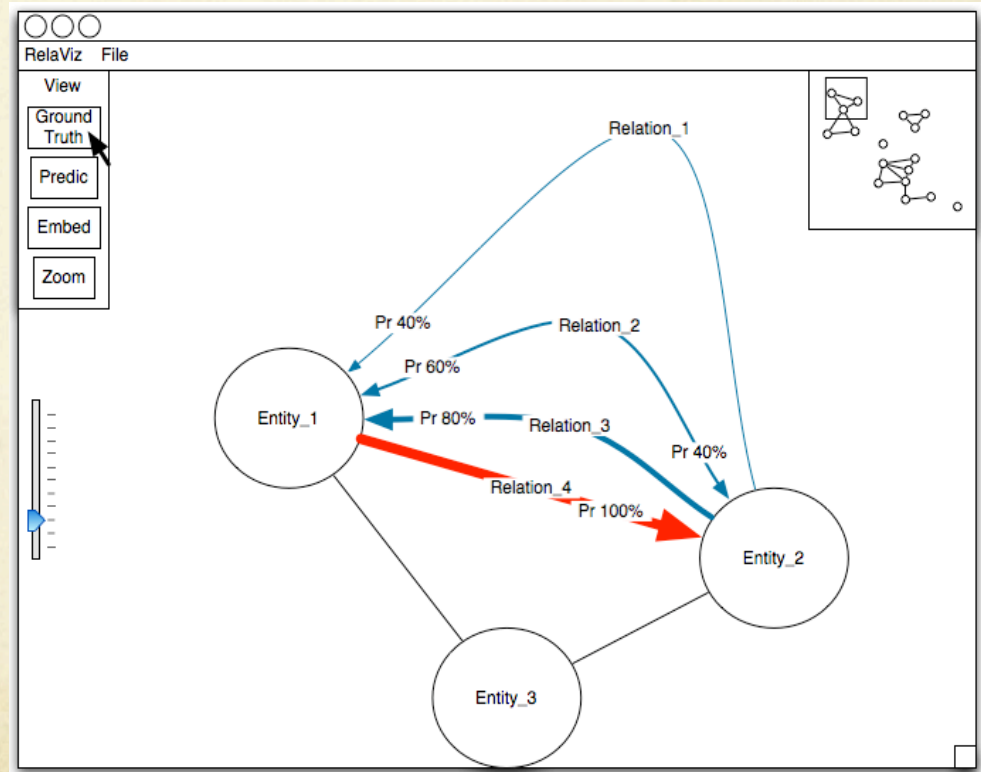 RelaViz File
View
Ground
Truth
Predic
Embed
Zoom
Relation_1
Pr 40%
Relation_2
Pr 60%
Pr 80%
Relation_3
Pr 40%
Entity_1
Relation_4
Pr 100%
Entity_2
Entity_3